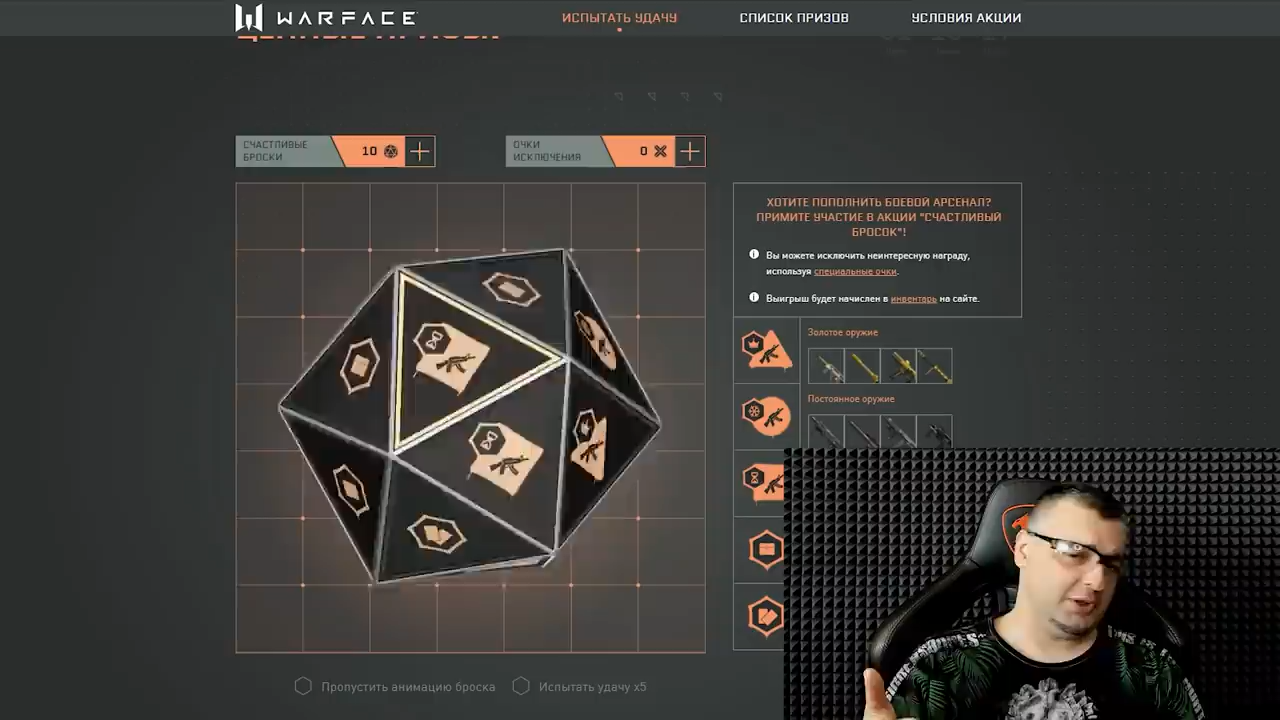 WARFACE
ИСПЫТАТЬ УДАЧУ
СПИСОК ПРИЗОВ
УСЛОВИЯ АКЦИИ
ЦЕННЫЕ ПРИЗЫ
СЧАСТЛИВЫЕ
БРОСКИ
10
ОЧКИ
ИСКЛЮЧЕНИЯ
0
ХОТИТЕ ПОПОЛНИТЬ БОЕВОЙ АРСЕНАЛ?
ПРИМИТЕ УЧАСТИЕ В АКЦИИ "СЧАСТЛИВЫЙ
БРОСОК"!
Вы можете исключить неинтересную награду,
используя специальные очки.
Выигрыш будет начислен в инвентарь на сайте.
Золотое оружие
Постоянное оружие
Пропустить анимацию броска
Испытать удачу x5